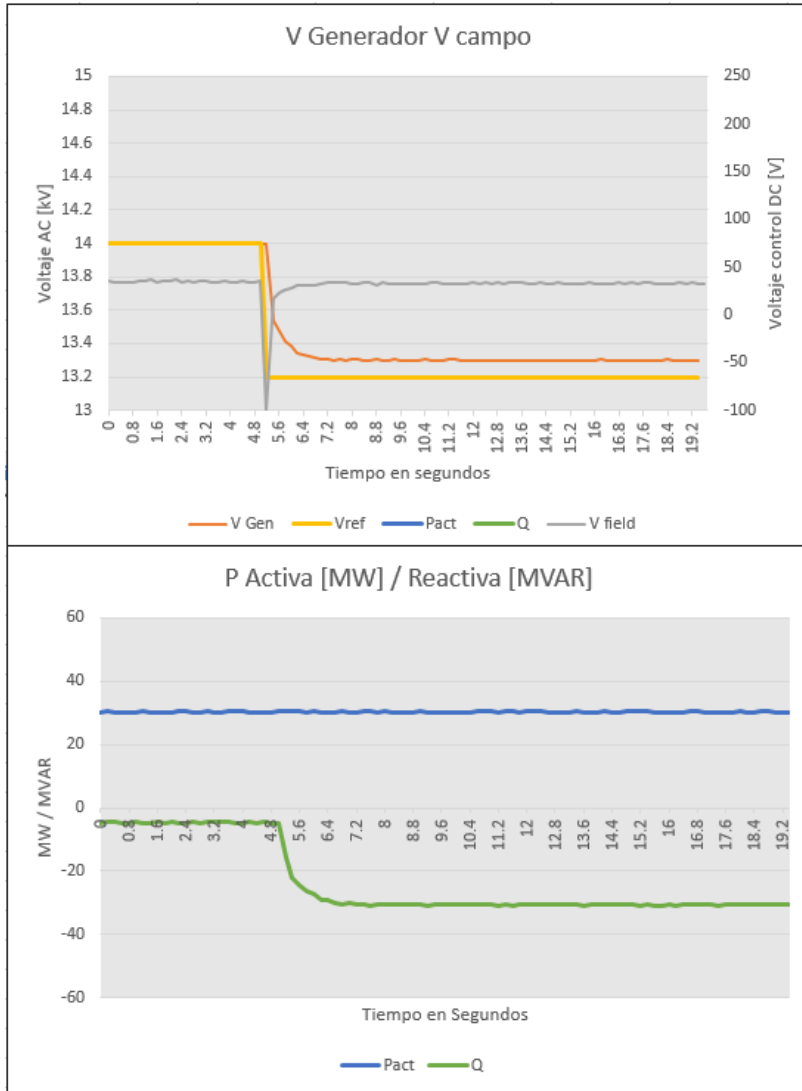 V Generador V campo
15
14.8
14.6
14.4
14.2
14
13.8
13.6
13.4
13.2
13
Voltaje AC [kV]
250
200
150
100
50
0
-50
-100
Voltaje control DC [V]
0 0.8 1.6 2.4 3.2 4 4.8 5.6 6.4 7.2 8 8.8 9.6 10.4 11.2 12 12.8 13.6 14.4 15.2 16 16.8 17.6 18.4 19.2
Tiempo en segundos
V Gen Vref Pact Q V field
P Activa [MW] / Reactiva [MVAR]
60
40
20
0
-20
-40
-60
MW / MVAR
0 0.8 1.6 2.4 3.2 4 4.8 5.6 6.4 7.2 8 8.8 9.6 10.4 11.2 12 12.8 13.6 14.4 15.2 16 16.8 17.6 18.4 19.2
Tiempo en Segundos
Pact Q